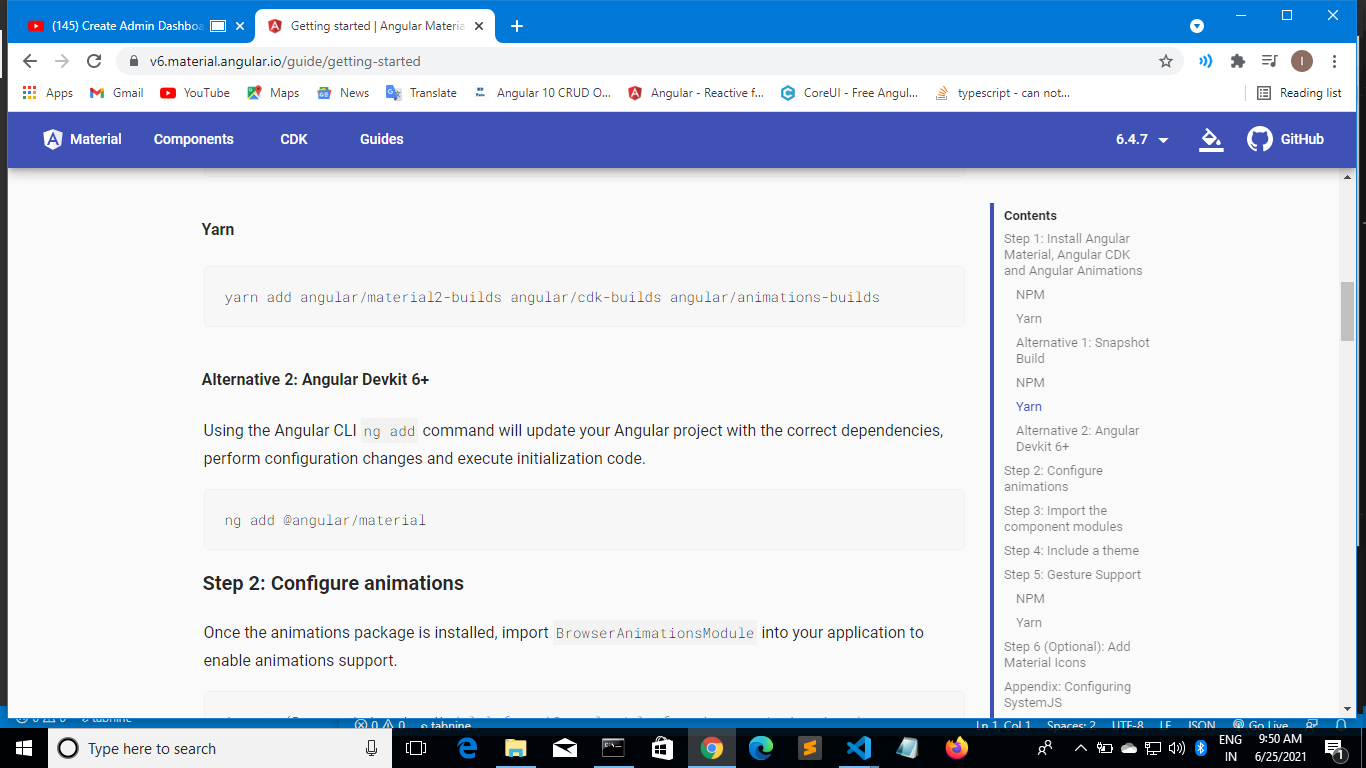 (145) Create Admin Dashboa
Getting started | Angular Materia
v6.material.angular.io/guide/getting-started
I
Apps
Gmail
YouTube
Maps
News
Translate
Angular 10 CRUD O...
Angular - Reactive f...
CoreUI - Free Angul...
typescript - can not...
Reading list
Material
Components
CDK
Guides
6.4.7
GitHub
Yarn
yarn add angular/material2-builds angular/cdk-builds angular/animations-builds
Alternative 2: Angular Devkit 6+
Using the Angular CLI ng add command will update your Angular project with the correct dependencies,
perform configuration changes and execute initialization code.
ng add @angular/material
Step 2: Configure animations
Once the animations package is installed, import BrowserAnimationsModule into your application to
enable animations support.
Contents
Step 1: Install Angular
Material, Angular CDK
and Angular Animations
NPM
Yarn
Alternative 1: Snapshot
Build
NPM
Yarn
Alternative 2: Angular
Devkit 6+
Step 2: Configure
animations
Step 3: Import the
component modules
Step 4: Include a theme
Step 5: Gesture Support
NPM
Yarn
Step 6 (Optional): Add
Material Icons
Appendix: Configuring
SystemJS
tabnine
0 0 tabnine
Ln 1, Col 1 Spaces: 2 UTF-8 LF JSON Go Live
Type here to search
ENG
IN
9:50 AM
6/25/2021
1